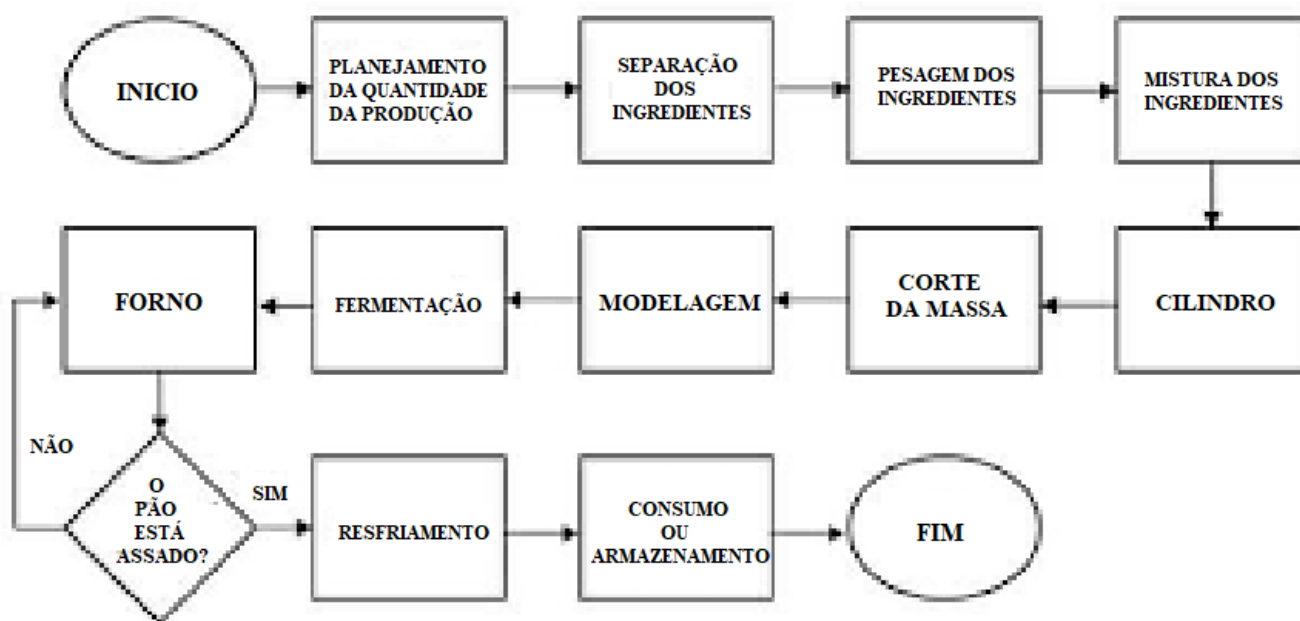 INICIO
PLANEJAMENTO
DA QUANTIDADE
DA PRODUÇÃO
SEPARAÇÃO
DOS
INGREDIENTES
PESAGEM DOS
INGREDIENTES
MISTURA DOS
INGREDIENTES
CILINDRO
CORTE
DA MASSA
MODELAGEM
FERMENTAÇÃO
FORNO
NÃO
O
PÃO
ESTÁ
ASSADO?
SIM
RESFRIAMENTO
CONSUMO
OU
ARMAZENAMENTO
FIM